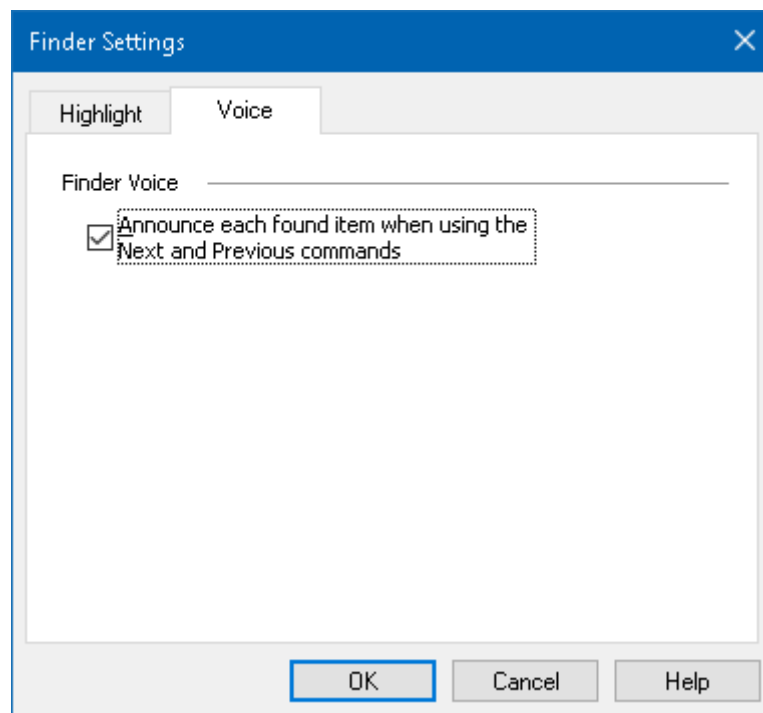 Finder Settings
Highlight
Voice
Finder Voice
Announce each found item when using the
Next and Previous commands
OK
Cancel
Help